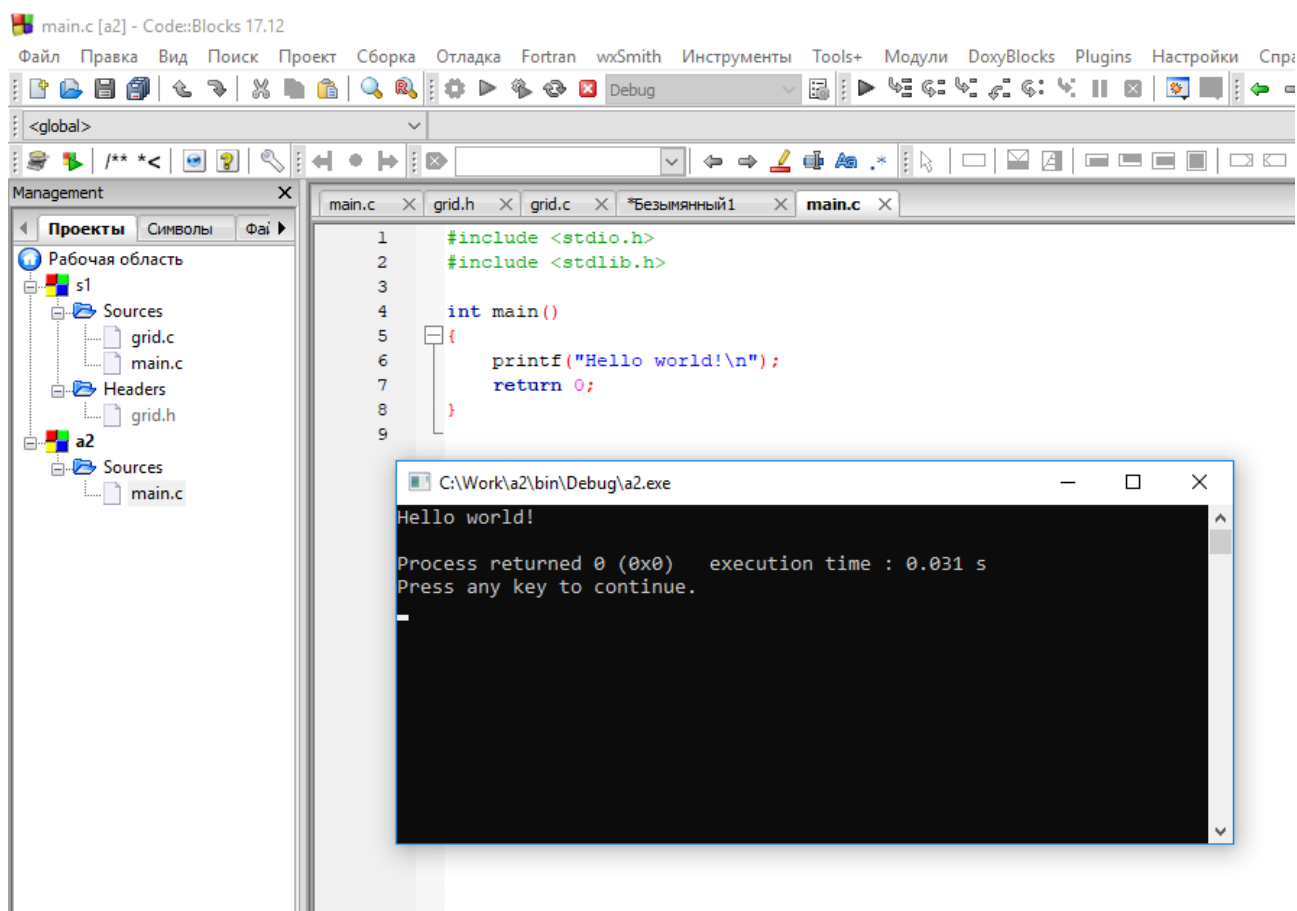 main.c [a2] - Code::Blocks 17.12
Файл Правка Вид Поиск Проект Сборка Отладка Fortran wxSmith Инструменты Tools+ Модули DoxyBlocks Plugins Настройки Спра
Debug
<global>
/** *<
Management
main.c grid.h grid.c *Безымянный1 main.c
Проекты Символы Фай
Рабочая область
s1
Sources
grid.c
main.c
Headers
grid.h
a2
Sources
main.c
1 #include <stdio.h>
2 #include <stdlib.h>
3
4 int main()
5 {
6 printf("Hello world!\n");
7 return 0;
8 }
9
C:\Work\a2\bin\Debug\a2.exe
Hello world!
Process returned 0 (0x0) execution time : 0.031 s
Press any key to continue.